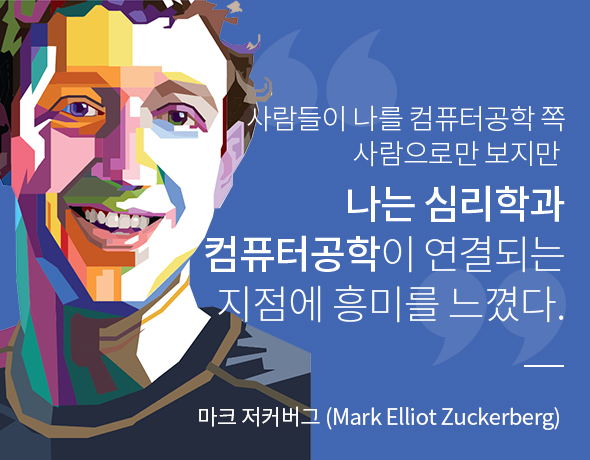 사람들이 나를 컴퓨터공학 쪽
사람으로만 보지만
나는 심리학과
컴퓨터공학이 연결되는
지점에 흥미를 느꼈다.
마크 저커버그 (Mark Elliot Zuckerberg)